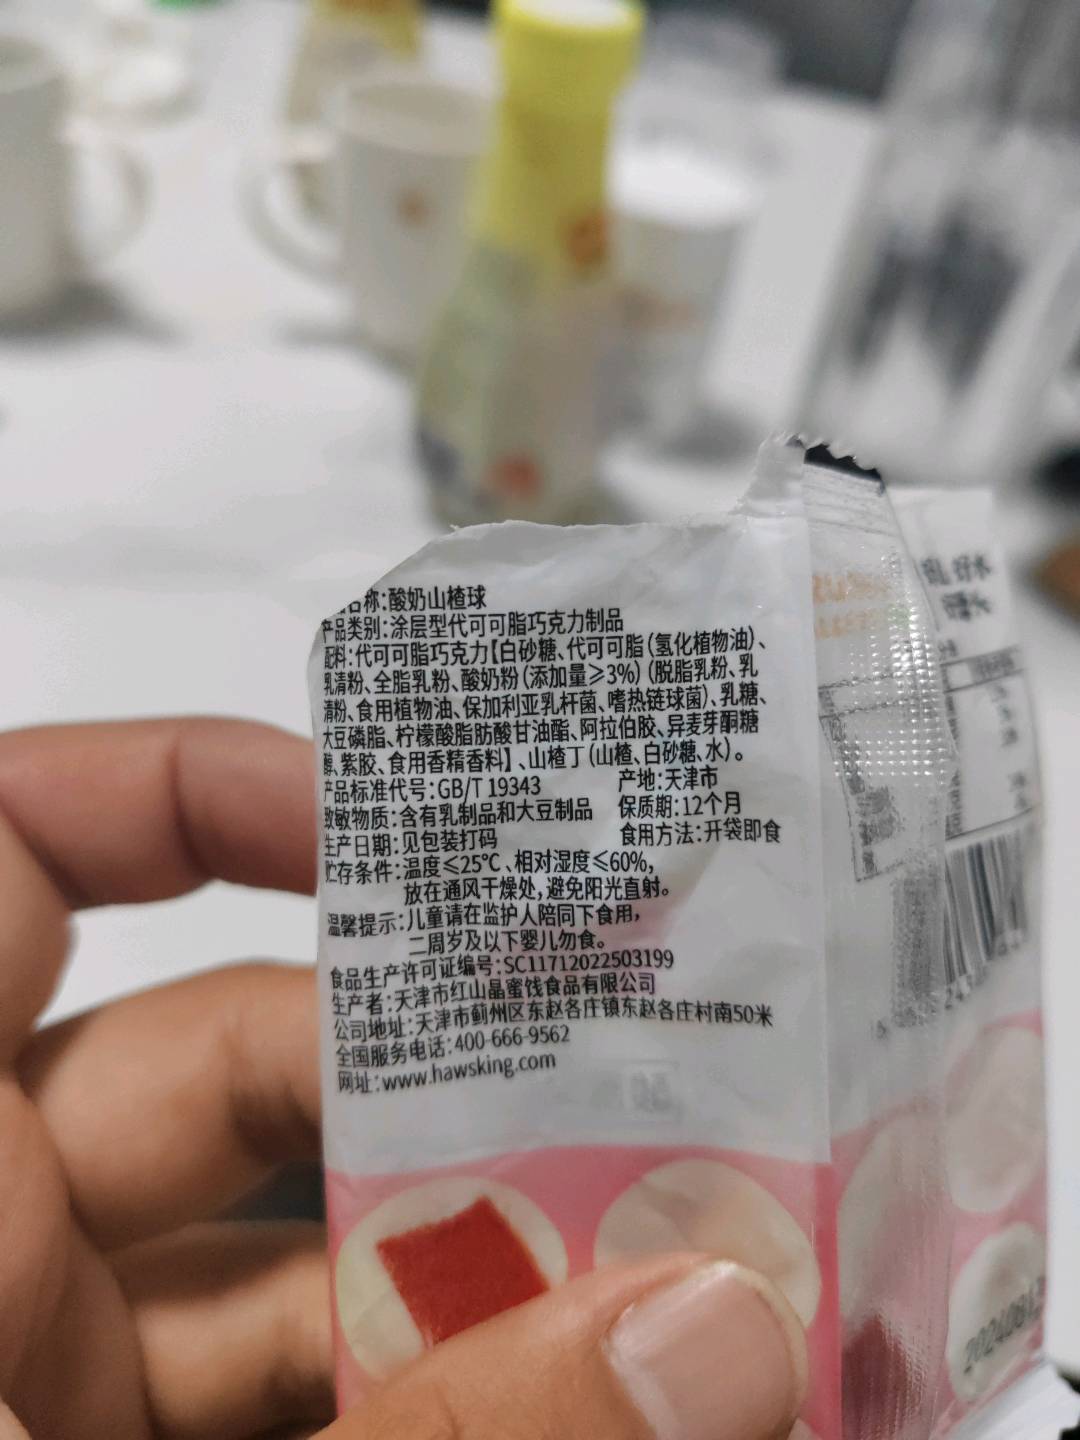 名称:酸奶山楂球
产品类别:涂层型代可可脂巧克力制品
配料:代可可脂巧克力【白砂糖、代可可脂(氢化植物油)、
乳清粉、全脂乳粉、酸奶粉(添加量≥3%)(脱脂乳粉、乳
清粉、食用植物油、保加利亚乳杆菌、嗜热链球菌)、乳糖、
大豆磷脂、柠檬酸脂肪酸甘油酯、阿拉伯胶、异麦芽酮糖
醇、紫胶、食用香精香料】、山楂丁(山楂、白砂糖、水)。
产品标准代号:GB/T 19343 产地:天津市
致敏物质:含有乳制品和大豆制品 保质期:12个月
生产日期:见包装打码 食用方法:开袋即食
贮存条件:温度≤25℃、相对湿度≤60%,
放在通风干燥处,避免阳光直射。
温馨提示:儿童请在监护人陪同下食用,
二周岁及以下婴儿勿食。
食品生产许可证编号:SC11712022503199
生产者:天津市红山晶蜜饯食品有限公司
公司地址:天津市蓟州区东赵各庄镇东赵各庄村南50米
全国服务电话:400-666-9562
网址:www.hawsking.com